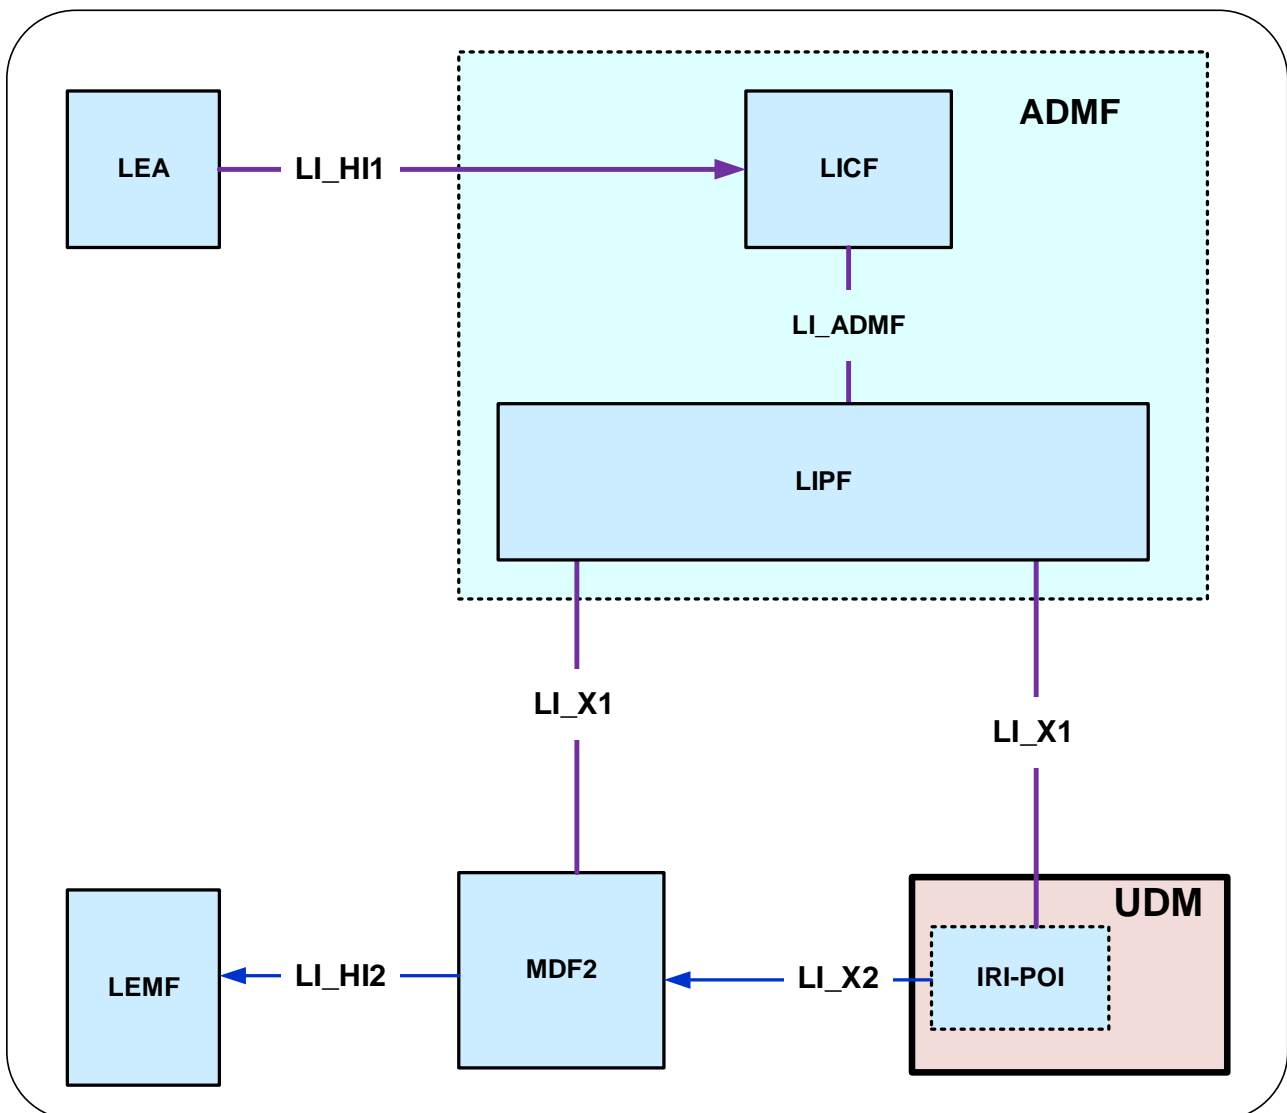 ADMF
LEA
LI_HI1
LICF
LI_ADMF
LIPF
LI_X1
LI_X1
UDM
LEMF
LI_HI2
MDF2
LI_X2
IRI-POI